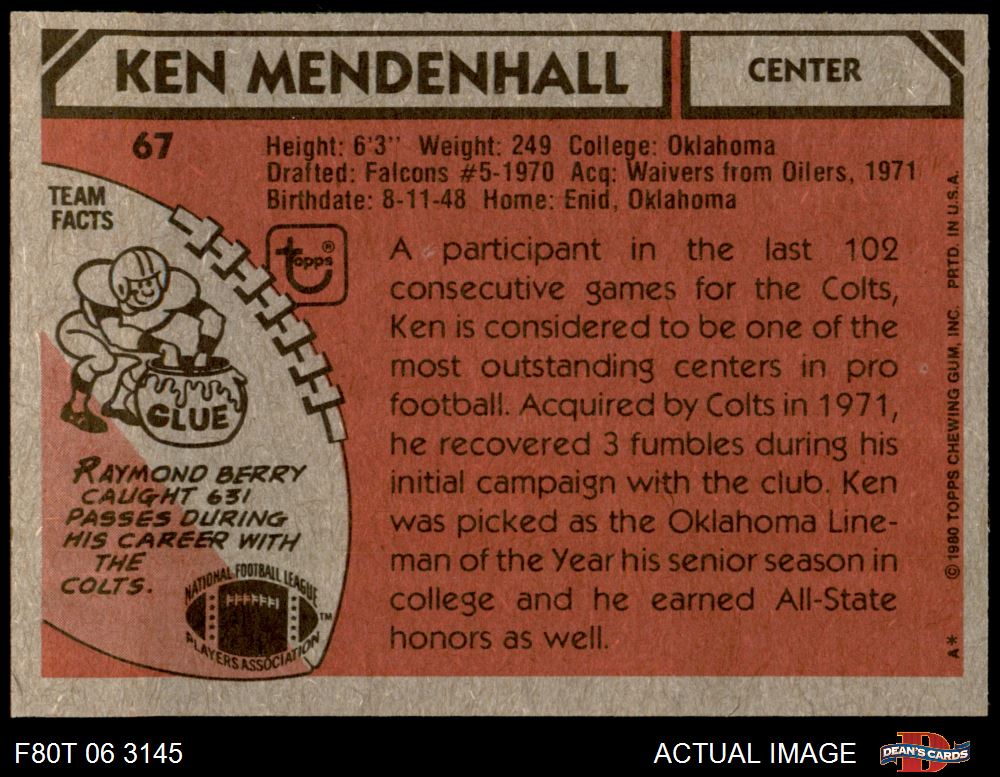 KEN MENDENHALL
CENTER
67
Height: 6'3" Weight: 249 College: Oklahoma
Drafted: Falcons #5-1970 Acq: Waivers from Oilers, 1971
Birthdate: 8-11-48 Home: Enid, Oklahoma
TEAM
FACTS
topps®
GLUE
RAYMOND BERRY
CAUGHT 631
PASSES DURING
HIS CAREER WITH
THE
COLTS.
NATIONAL FOOTBALL LEAGUE
PLAYERS ASSOCIATION
TM
A participant in the last 102
consecutive games for the Colts,
Ken is considered to be one of the
most outstanding centers in pro
football. Acquired by Colts in 1971,
he recovered 3 fumbles during his
initial campaign with the club. Ken
was picked as the Oklahoma Line-
man of the Year his senior season in
college and he earned All-State
honors as well.
A* © 1980 TOPPS CHEWING GUM, INC. PRTD. IN U.S.A.
F80T 06 3145
ACTUAL IMAGE
D
DEAN'S CARDS